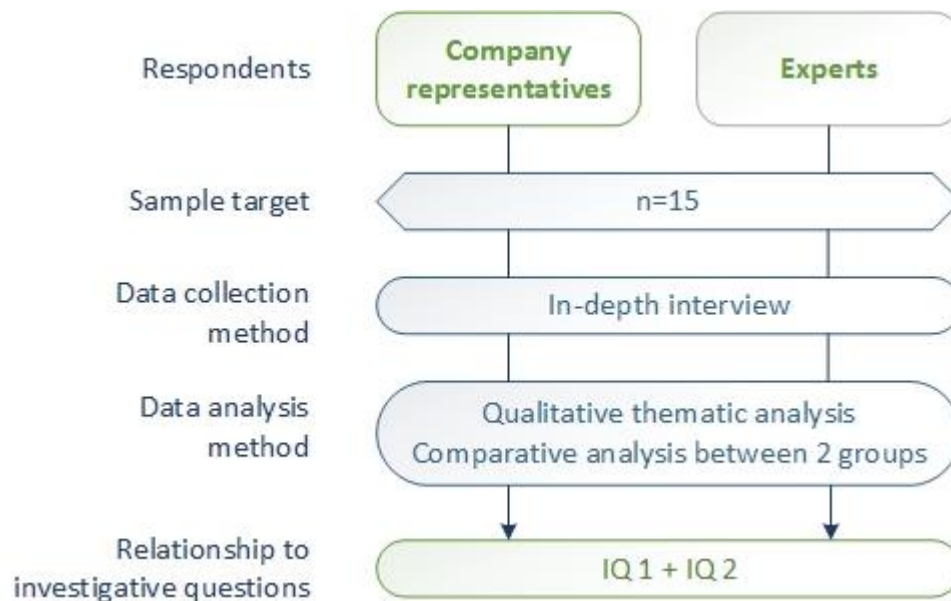 Respondents
Company
representatives
Experts
Sample target
n=15
Data collection
method
In-depth interview
Data analysis
method
Qualitative thematic analysis
Comparative analysis between 2 groups
Relationship to
investigative questions
IQ 1 + IQ 2